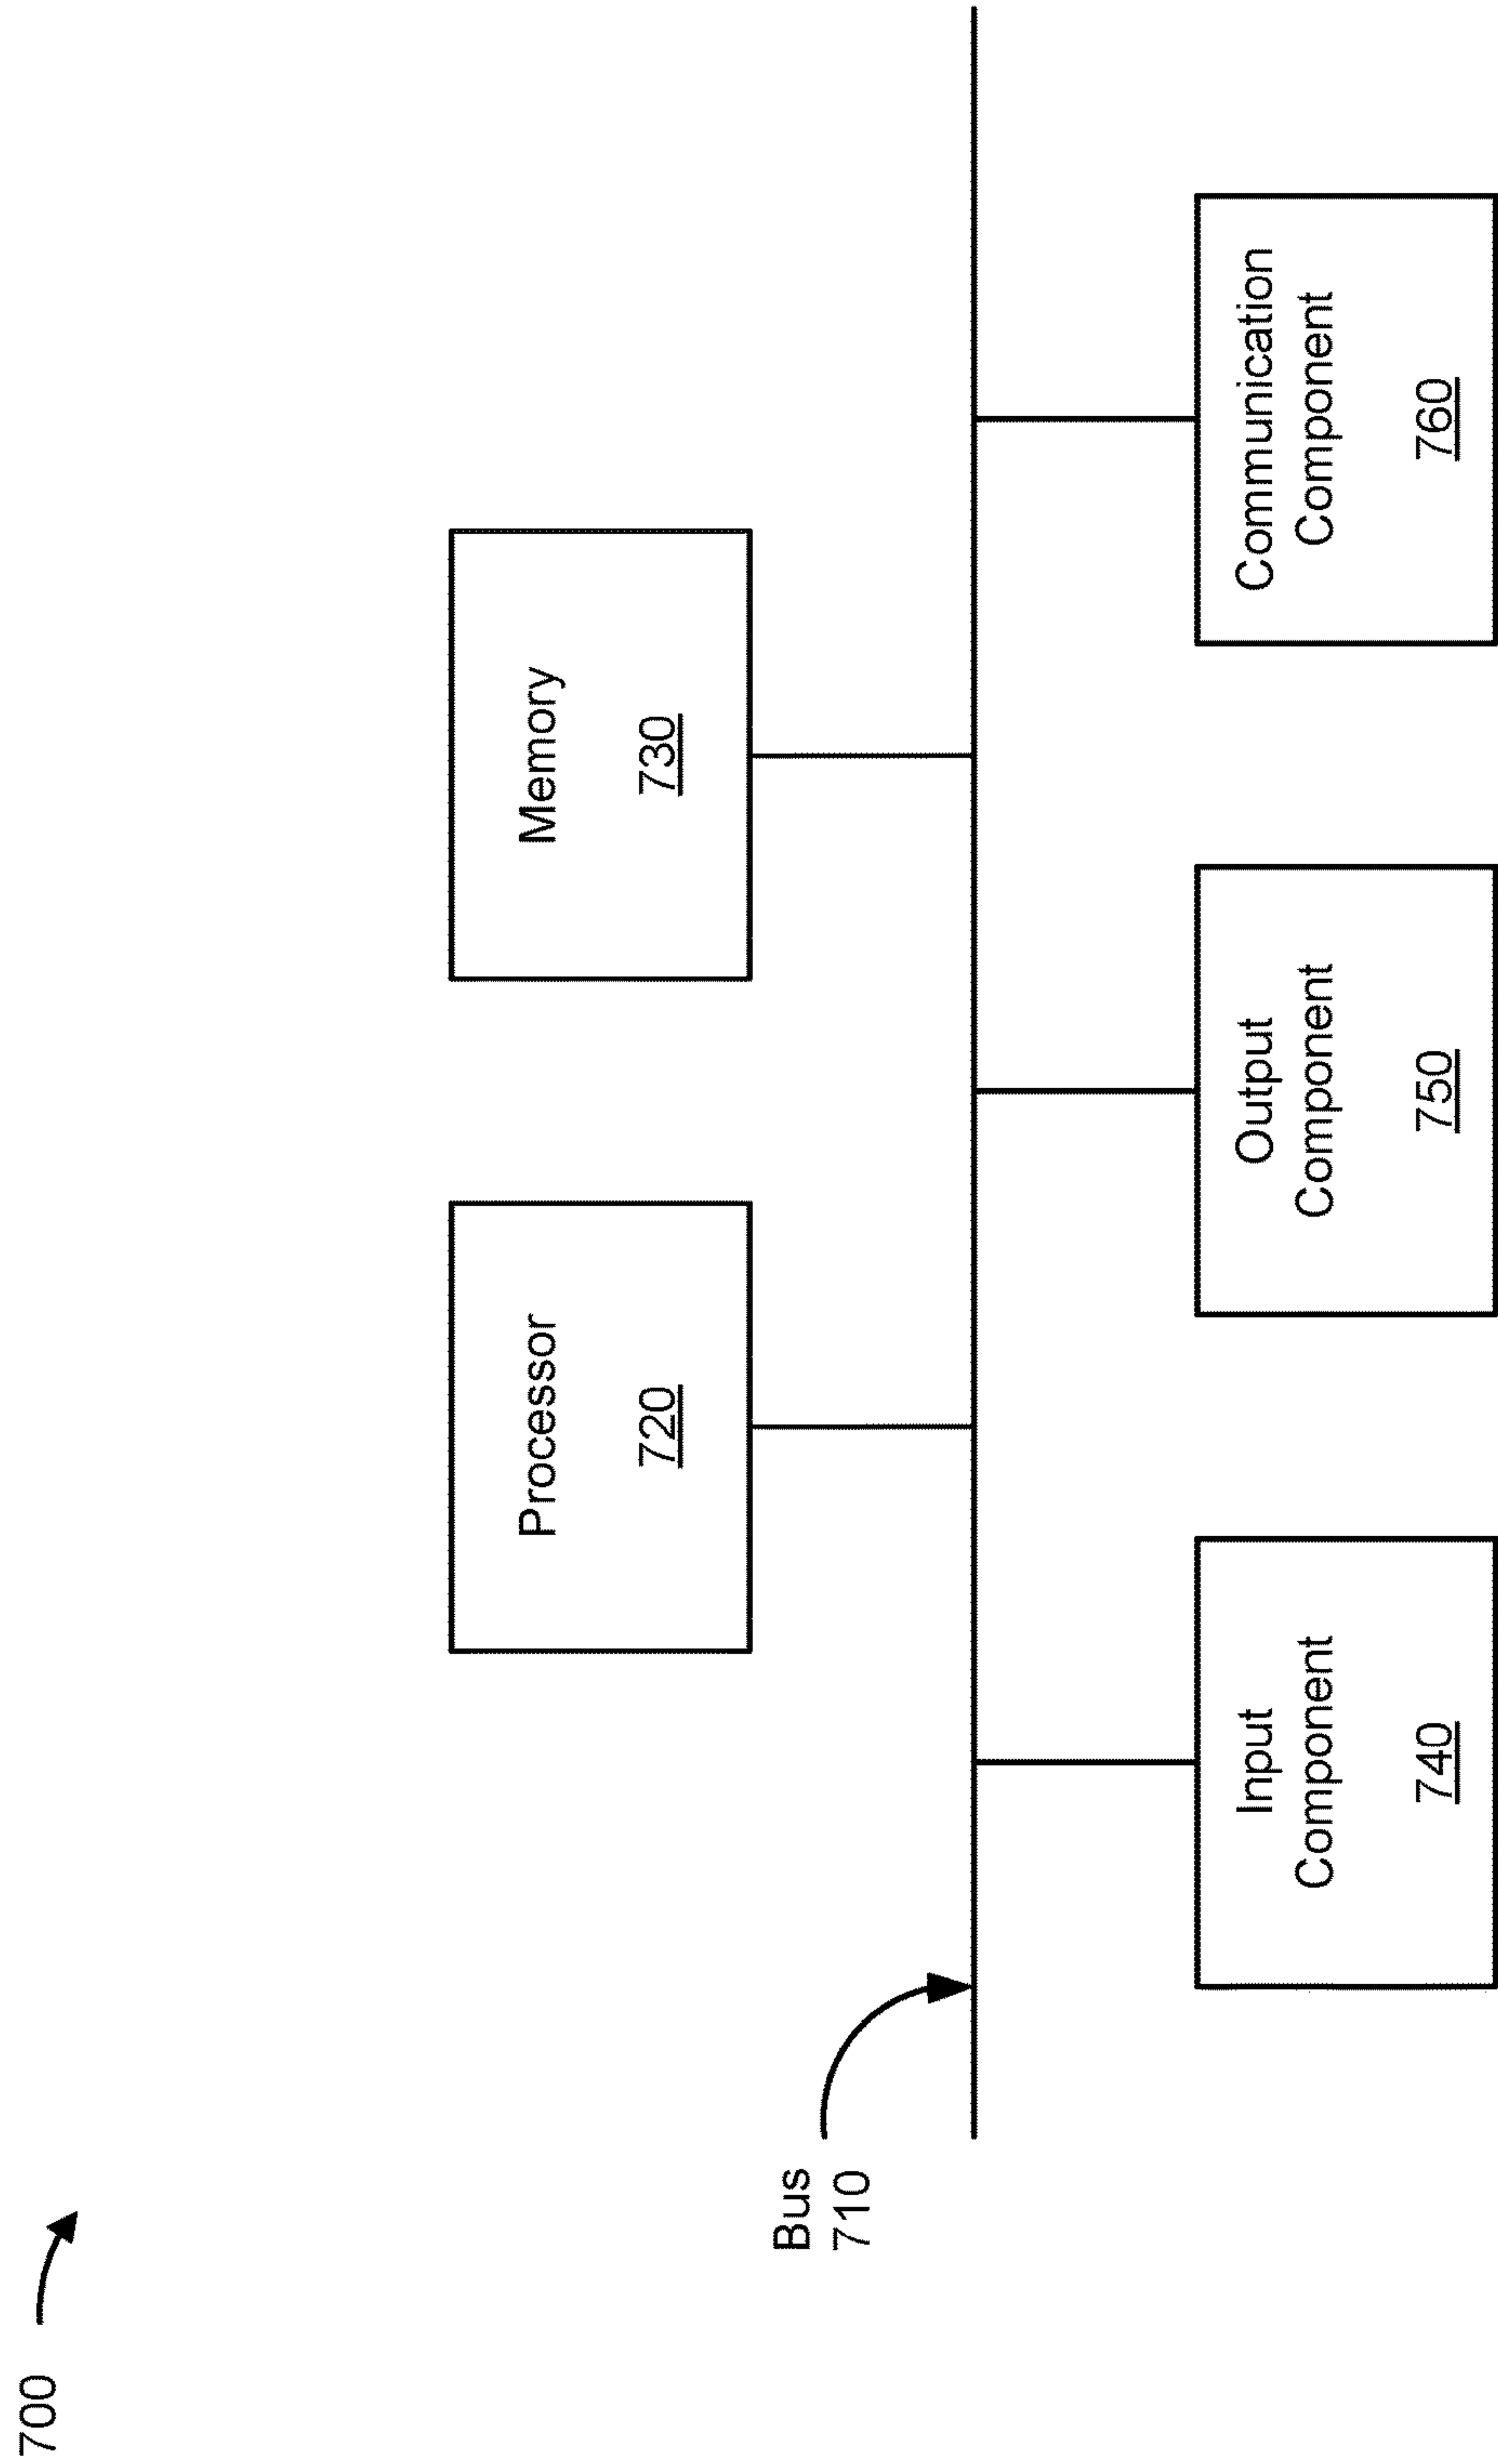 700
Processor
720
Memory
730
Bus
710
Input
Component
740
Output
Component
750
Communication
Component
760